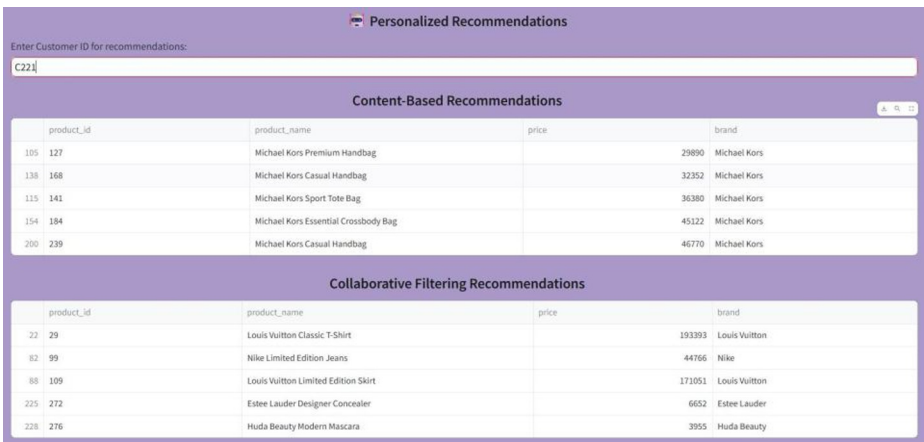 Personalized Recommendations
Enter Customer ID for recommendations:
C221
Content-Based Recommendations
product_id product_name price brand
105 127 Michael Kors Premium Handbag 29890 Michael Kors
138 168 Michael Kors Casual Handbag 32352 Michael Kors
115 141 Michael Kors Sport Tote Bag 36380 Michael Kors
154 184 Michael Kors Essential Crossbody Bag 45122 Michael Kors
200 239 Michael Kors Casual Handbag 46770 Michael Kors
Collaborative Filtering Recommendations
product_id product_name price brand
22 29 Louis Vuitton Classic T-Shirt 193393 Louis Vuitton
82 99 Nike Limited Edition Jeans 44766 Nike
88 109 Louis Vuitton Limited Edition Skirt 171051 Louis Vuitton
225 272 Estee Lauder Designer Concealer 6652 Estee Lauder
228 276 Huda Beauty Modern Mascara 3955 Huda Beauty